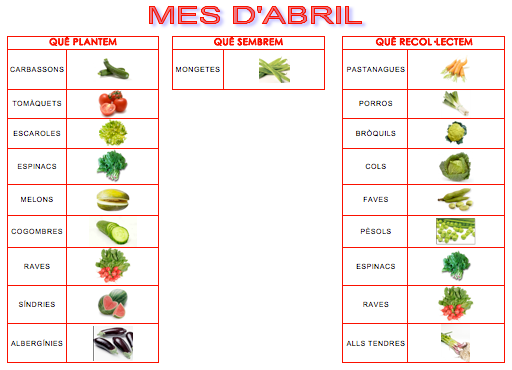 MES D'ABRIL
QUÈ PLANTEM
CARBASSONS
TOMÀQUETS
ESCAROLES
ESPINACS
MELONS
COGOMBRES
RAVES
SÍNDRIES
ALBERGÍNIES
QUÈ SEMBREM
MONGETES
QUÈ RECOL·LECTEM
PASTANAGUES
PORROS
BRÒQUILS
COLS
FAVES
PÈSOLS
ESPINACS
RAVES
ALLS TENDRES